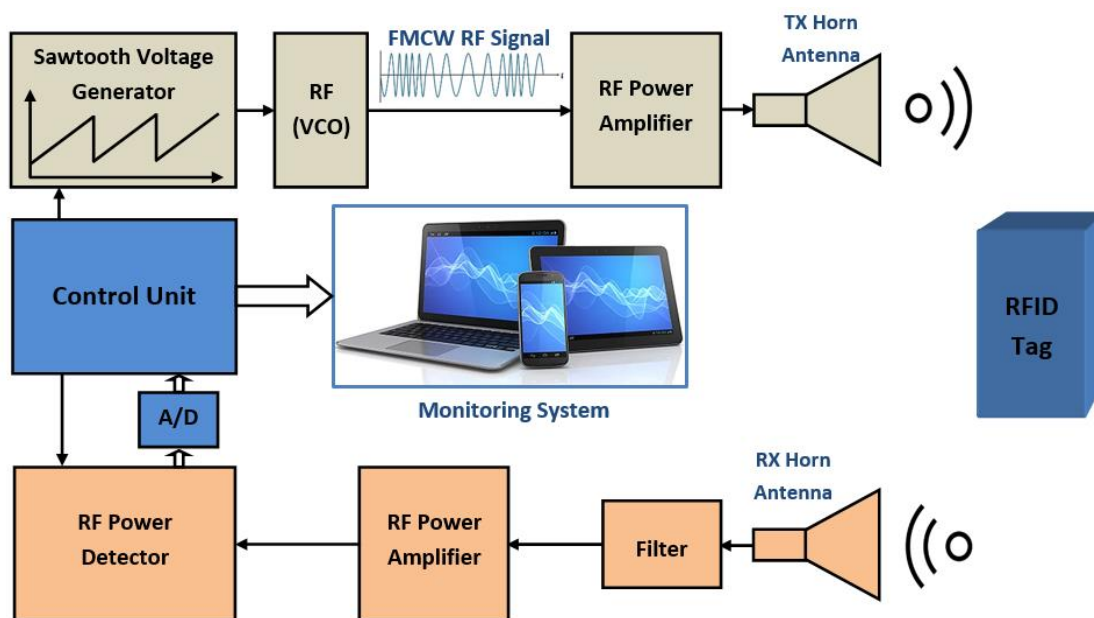 Sawtooth Voltage
Generator
RF
(VCO)
FMCW RF Signal
RF Power
Amplifier
TX Horn
Antenna
Control Unit
Monitoring System
RFID
Tag
A/D
RF Power
Detector
RF Power
Amplifier
Filter
RX Horn
Antenna